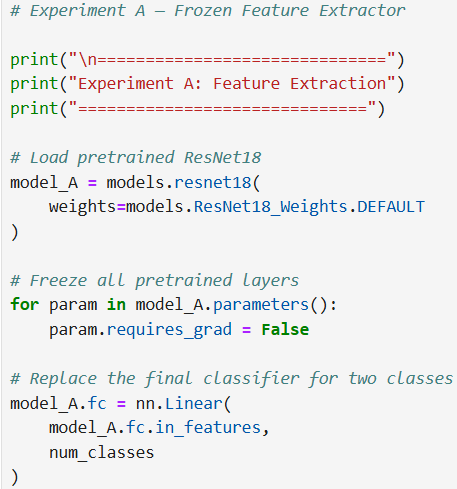 # Experiment A — Frozen Feature Extractor
print("\n==============================")
print("Experiment A: Feature Extraction")
print("==============================")
# Load pretrained ResNet18
model_A = models.resnet18(
    weights=models.ResNet18_Weights.DEFAULT
)
# Freeze all pretrained layers
for param in model_A.parameters():
    param.requires_grad = False
# Replace the final classifier for two classes
model_A.fc = nn.Linear(
    model_A.fc.in_features,
    num_classes
)